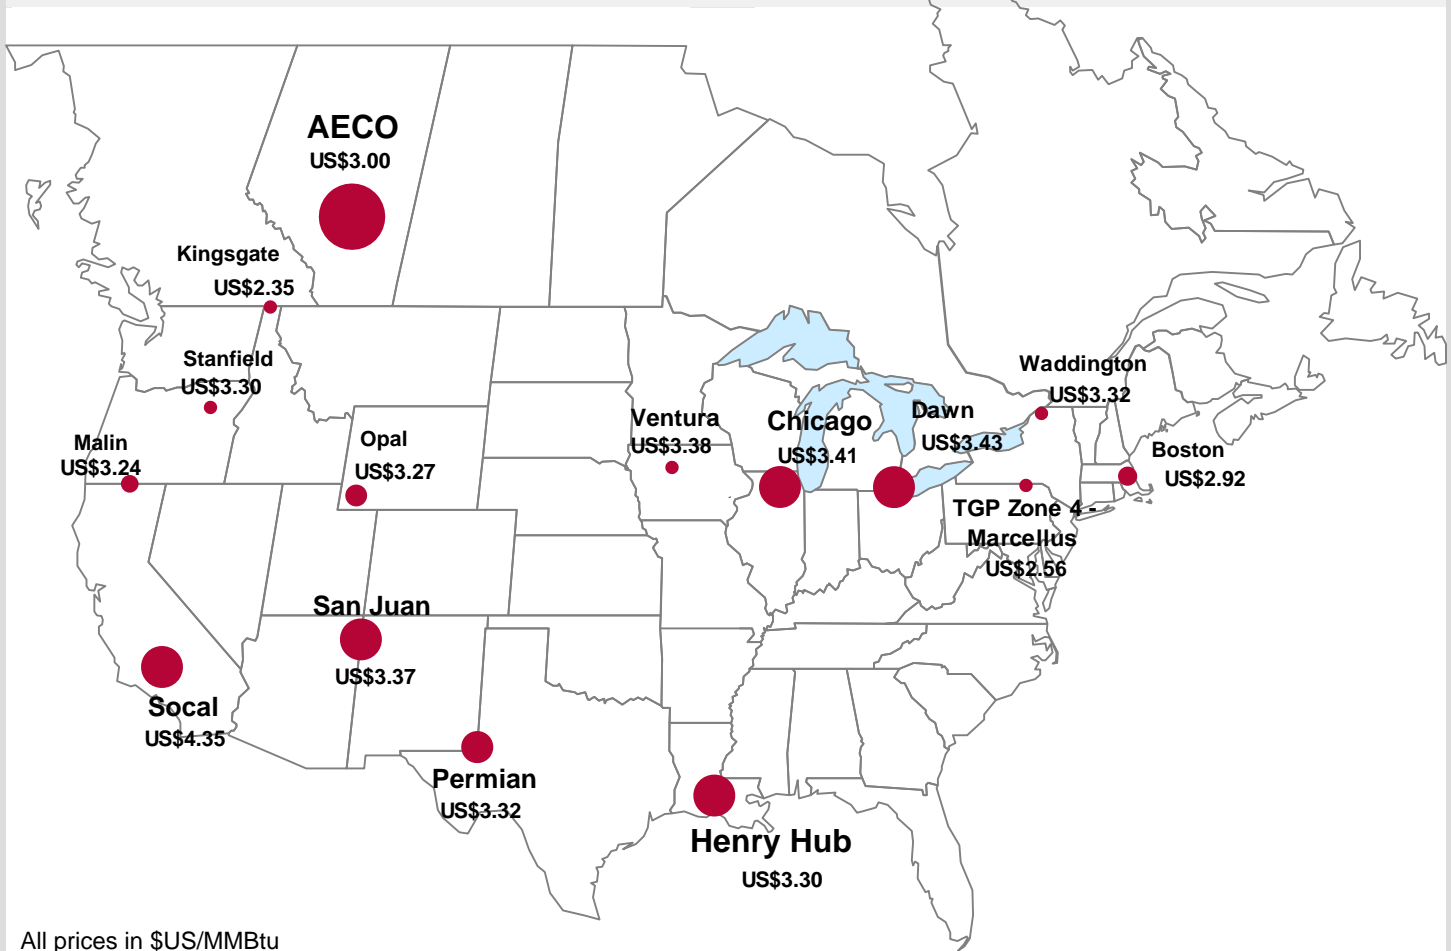 AECO
US$3.00
Kingsgate
US$2.35
Stanfield
US$3.30
Malin
US$3.24
Opal
US$3.27
Ventura
US$3.38
Chicago
US$3.41
Dawn
US$3.43
Waddington
US$3.32
Boston
US$2.92
TGP Zone 4 -
Marcellus
US$2.56
San Juan
US$3.37
Socal
US$4.35
Permian
US$3.32
Henry Hub
US$3.30
All prices in $US/MMBtu